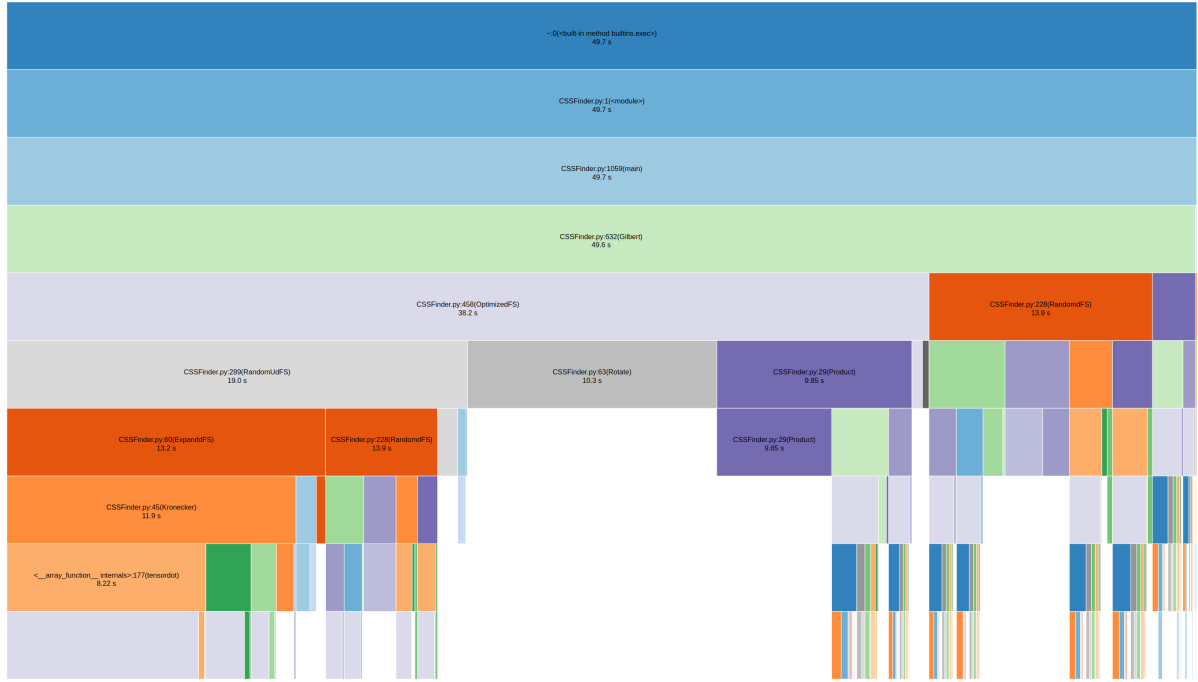 ~:0(<built-in method builtins.exec>)
49.7 s
CSSFinder.py:1(<module>)
49.7 s
CSSFinder.py:1059(main)
49.7 s
CSSFinder.py:632(Gilbert)
49.6 s
CSSFinder.py:458(OptimizedFS)
38.2 s
CSSFinder.py:228(RandomdFS)
13.9 s
CSSFinder.py:289(RandomUdFS)
19.0 s
CSSFinder.py:63(Rotate)
10.3 s
CSSFinder.py:29(Product)
9.85 s
CSSFinder.py:60(ExpanddFS)
13.2 s
CSSFinder.py:228(RandomdFS)
13.9 s
CSSFinder.py:29(Product)
9.85 s
CSSFinder.py:45(Kronecker)
11.9 s
<__array_function__ internals>:177(tensordot)
8.22 s